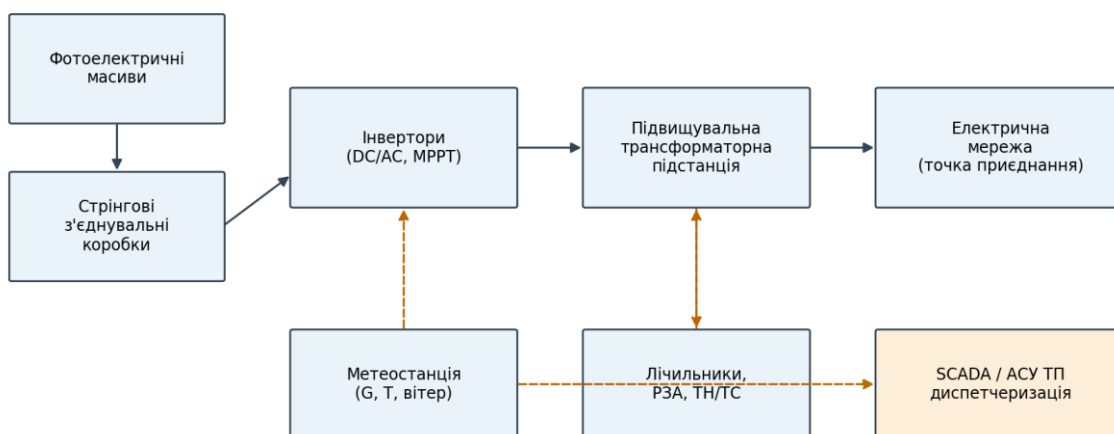 Фотоелектричні
масиви
Стрінгові
з'єднувальні
коробки
Інвертори
(DC/AC, MPPT)
Підвищувальна
трансформаторна
підстанція
Електрична
мережа
(точка приєднання)
Метеостанція
(G, T, вітер)
Лічильники,
РЗА, ТН/ТС
SCADA / АСУ ТП
диспетчеризація